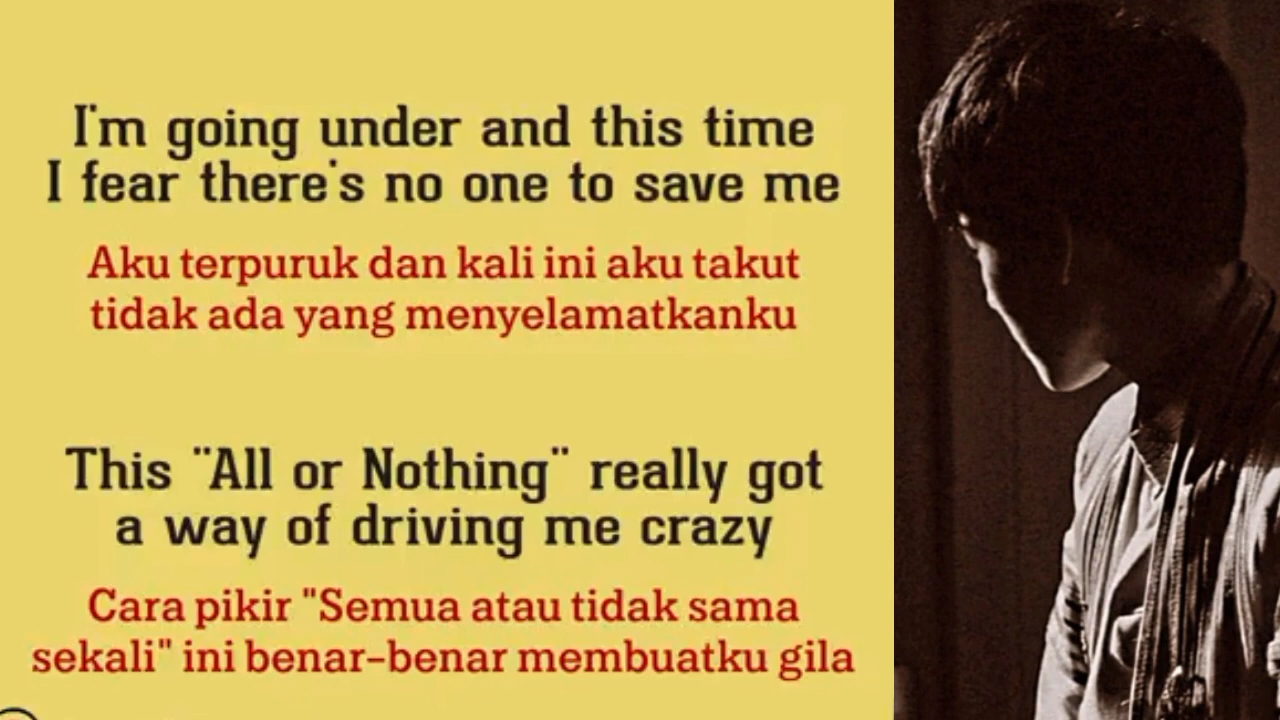 I'm going under and this time
I fear there's no one to save me
Aku terpuruk dan kali ini aku takut
tidak ada yang menyelamatkanku
This "All or Nothing" really got
a way of driving me crazy
Cara pikir "Semua atau tidak sama
sekali" ini benar-benar membuatku gila